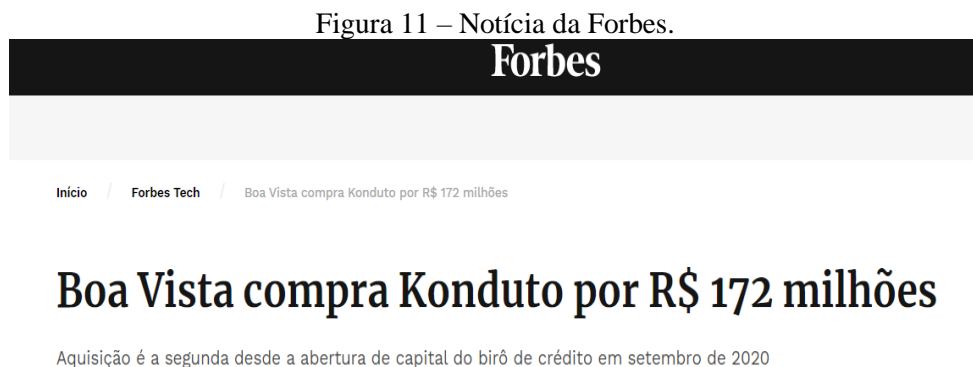 Figura 11 – Notícia da Forbes.
Forbes
Início / Forbes Tech / Boa Vista compra Konduto por R$ 172 milhões
Boa Vista compra Konduto por R$ 172 milhões
Aquisição é a segunda desde a abertura de capital do birô de crédito em setembro de 2020